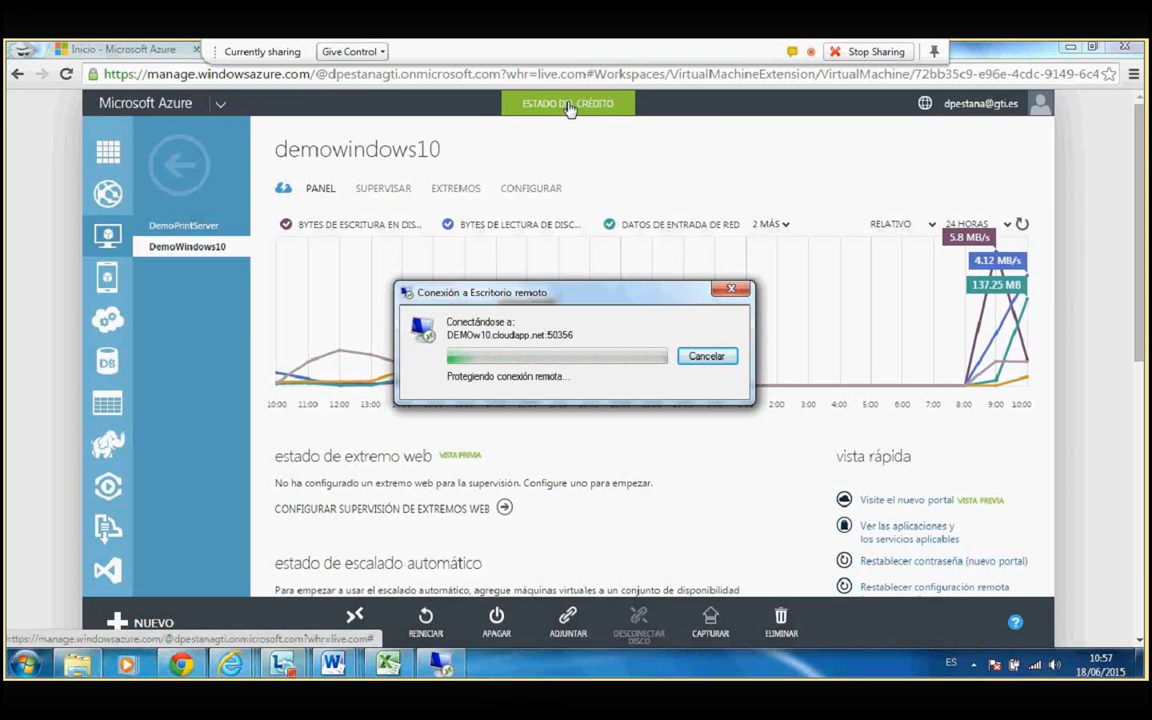 Inicio - Microsoft Azure
Currently sharing
Give Control
Stop Sharing
https://manage.windowsazure.com/@dpestanagti.onmicrosoft.com?whr=live.com#Workspaces/VirtualMachineExtension/VirtualMachine/72bb35c9-e96e-4cdc-9149-6c4
Microsoft Azure
ESTADO DEL CRÉDITO
dpestana@gti.es
demowindows10
PANEL
SUPERVISAR
EXTREMOS
CONFIGURAR
DemoPrintServer
DemoWindows10
BYTES DE ESCRITURA EN DIS...
BYTES DE LECTURA DE DISC...
DATOS DE ENTRADA DE RED
2 MÁS
RELATIVO
24 HORAS
5.8 MB/s
4.12 MB/s
137.25 MB
Conexión a Escritorio remoto
Conectándose a:
DEMOw10.cloudapp.net:50356
Cancelar
Protegiendo conexión remota...
10:00 11:00 12:00 13:00 2:00 3:00 4:00 5:00 6:00 7:00 8:00 9:00 10:00
estado de extremo web VISTA PREVIA
No ha configurado un extremo web para la supervisión. Configure uno para empezar.
CONFIGURAR SUPERVISIÓN DE EXTREMOS WEB
estado de escalado automático
Para empezar a usar el escalado automático, agregue máquinas virtuales a un conjunto de disponibilidad
vista rápida
Visite el nuevo portal VISTA PREVIA
Ver las aplicaciones y
los servicios aplicables
Restablecer contraseña (nuevo portal)
Restablecer configuración remota
NUEVO
REINICIAR
APAGAR
ADJUNTAR
DESCONECTAR
DISCO
CAPTURAR
ELIMINAR
https://manage.windowsazure.com/@dpestanagti.onmicrosoft.com?whr=live.com#
ES
10:57
18/06/2015